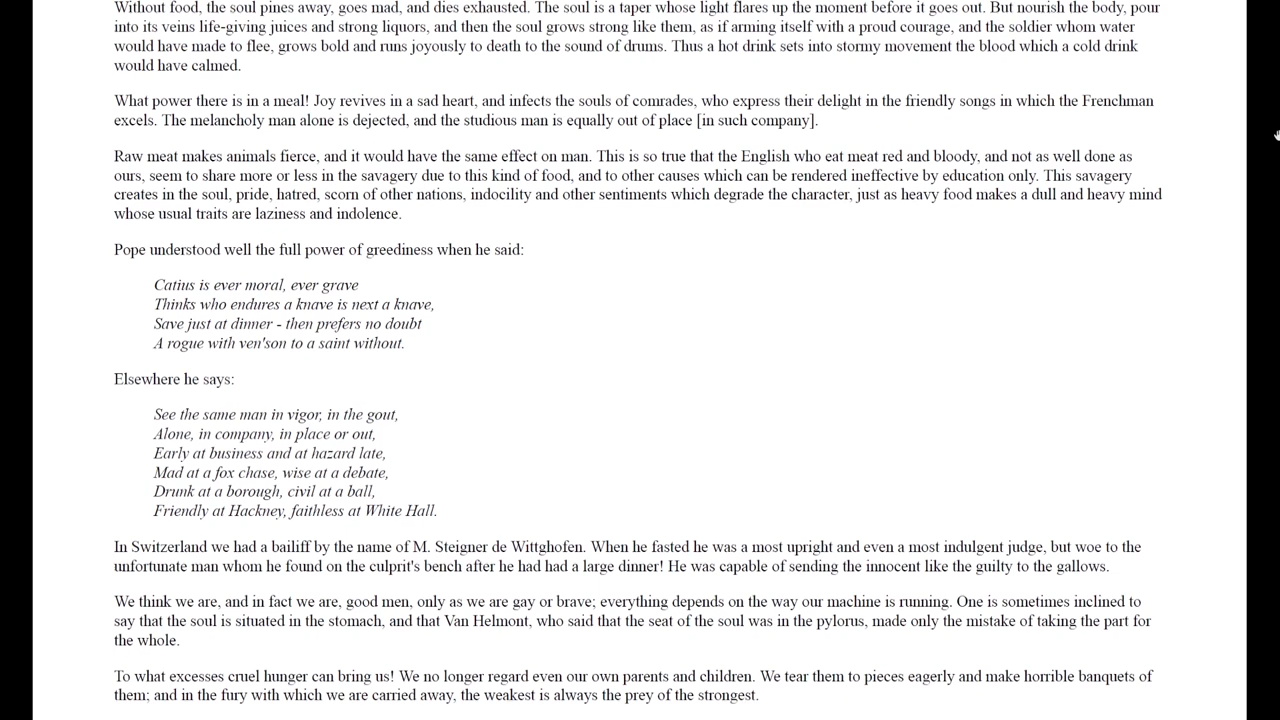 Without food, the soul pines away, goes mad, and dies exhausted. The soul is a taper whose light flares up the moment before it goes out. But nourish the body, pour
into its veins life-giving juices and strong liquors, and then the soul grows strong like them, as if arming itself with a proud courage, and the soldier whom water
would have made to flee, grows bold and runs joyously to death to the sound of drums. Thus a hot drink sets into stormy movement the blood which a cold drink
would have calmed.
What power there is in a meal! Joy revives in a sad heart, and infects the souls of comrades, who express their delight in the friendly songs in which the Frenchman
excels. The melancholy man alone is dejected, and the studious man is equally out of place [in such company].
Raw meat makes animals fierce, and it would have the same effect on man. This is so true that the English who eat meat red and bloody, and not as well done as
ours, seem to share more or less in the savagery due to this kind of food, and to other causes which can be rendered ineffective by education only. This savagery
creates in the soul, pride, hatred, scorn of other nations, indocility and other sentiments which degrade the character, just as heavy food makes a dull and heavy mind
whose usual traits are laziness and indolence.
Pope understood well the full power of greediness when he said:
Catius is ever moral, ever grave
Thinks who endures a knave is next a knave,
Save just at dinner - then prefers no doubt
A rogue with ven'son to a saint without.
Elsewhere he says:
See the same man in vigor, in the gout,
Alone, in company, in place or out,
Early at business and at hazard late,
Mad at a fox chase, wise at a debate,
Drunk at a borough, civil at a ball,
Friendly at Hackney, faithless at White Hall.
In Switzerland we had a bailiff by the name of M. Steigner de Wittghofen. When he fasted he was a most upright and even a most indulgent judge, but woe to the
unfortunate man whom he found on the culprit's bench after he had had a large dinner! He was capable of sending the innocent like the guilty to the gallows.
We think we are, and in fact we are, good men, only as we are gay or brave; everything depends on the way our machine is running. One is sometimes inclined to
say that the soul is situated in the stomach, and that Van Helmont, who said that the seat of the soul was in the pylorus, made only the mistake of taking the part for
the whole.
To what excesses cruel hunger can bring us! We no longer regard even our own parents and children. We tear them to pieces eagerly and make horrible banquets of
them; and in the fury with which we are carried away, the weakest is always the prey of the strongest.